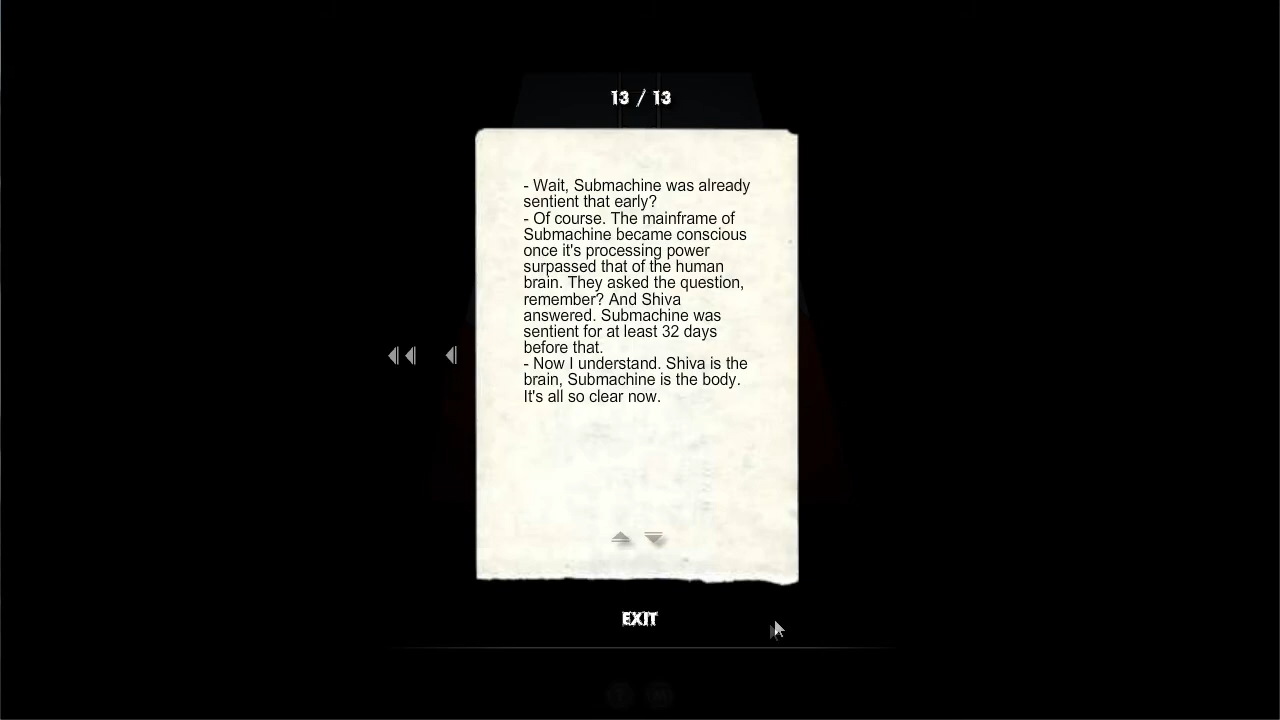 13 / 13
- Wait, Submachine was already
sentient that early?
- Of course. The mainframe of
Submachine became conscious
once it's processing power
surpassed that of the human
brain. They asked the question,
remember? And Shiva
answered. Submachine was
sentient for at least 32 days
before that.
- Now I understand. Shiva is the
brain, Submachine is the body.
It's all so clear now.
EXIT